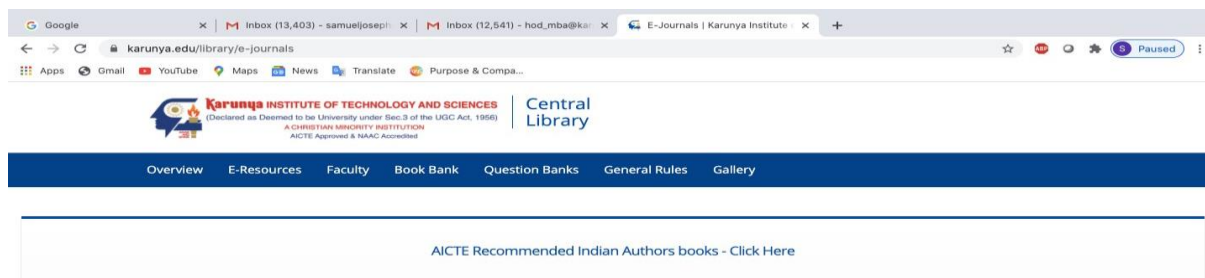 Google
Inbox (13,403) - samueljoseph
Inbox (12,541) - hod_mba@kar
E-Journals | Karunya Institute
karunya.edu/library/e-journals
ABP
S Paused
Apps Gmail YouTube Maps News Translate Purpose & Compa...
Karunya INSTITUTE OF TECHNOLOGY AND SCIENCES
(Declared as Deemed to be University under Sec.3 of the UGC Act, 1956)
A CHRISTIAN MINORITY INSTITUTION
AICTE Approved & NAAC Accredited
Central
Library
Overview E-Resources Faculty Book Bank Question Banks General Rules Gallery
AICTE Recommended Indian Authors books - Click Here